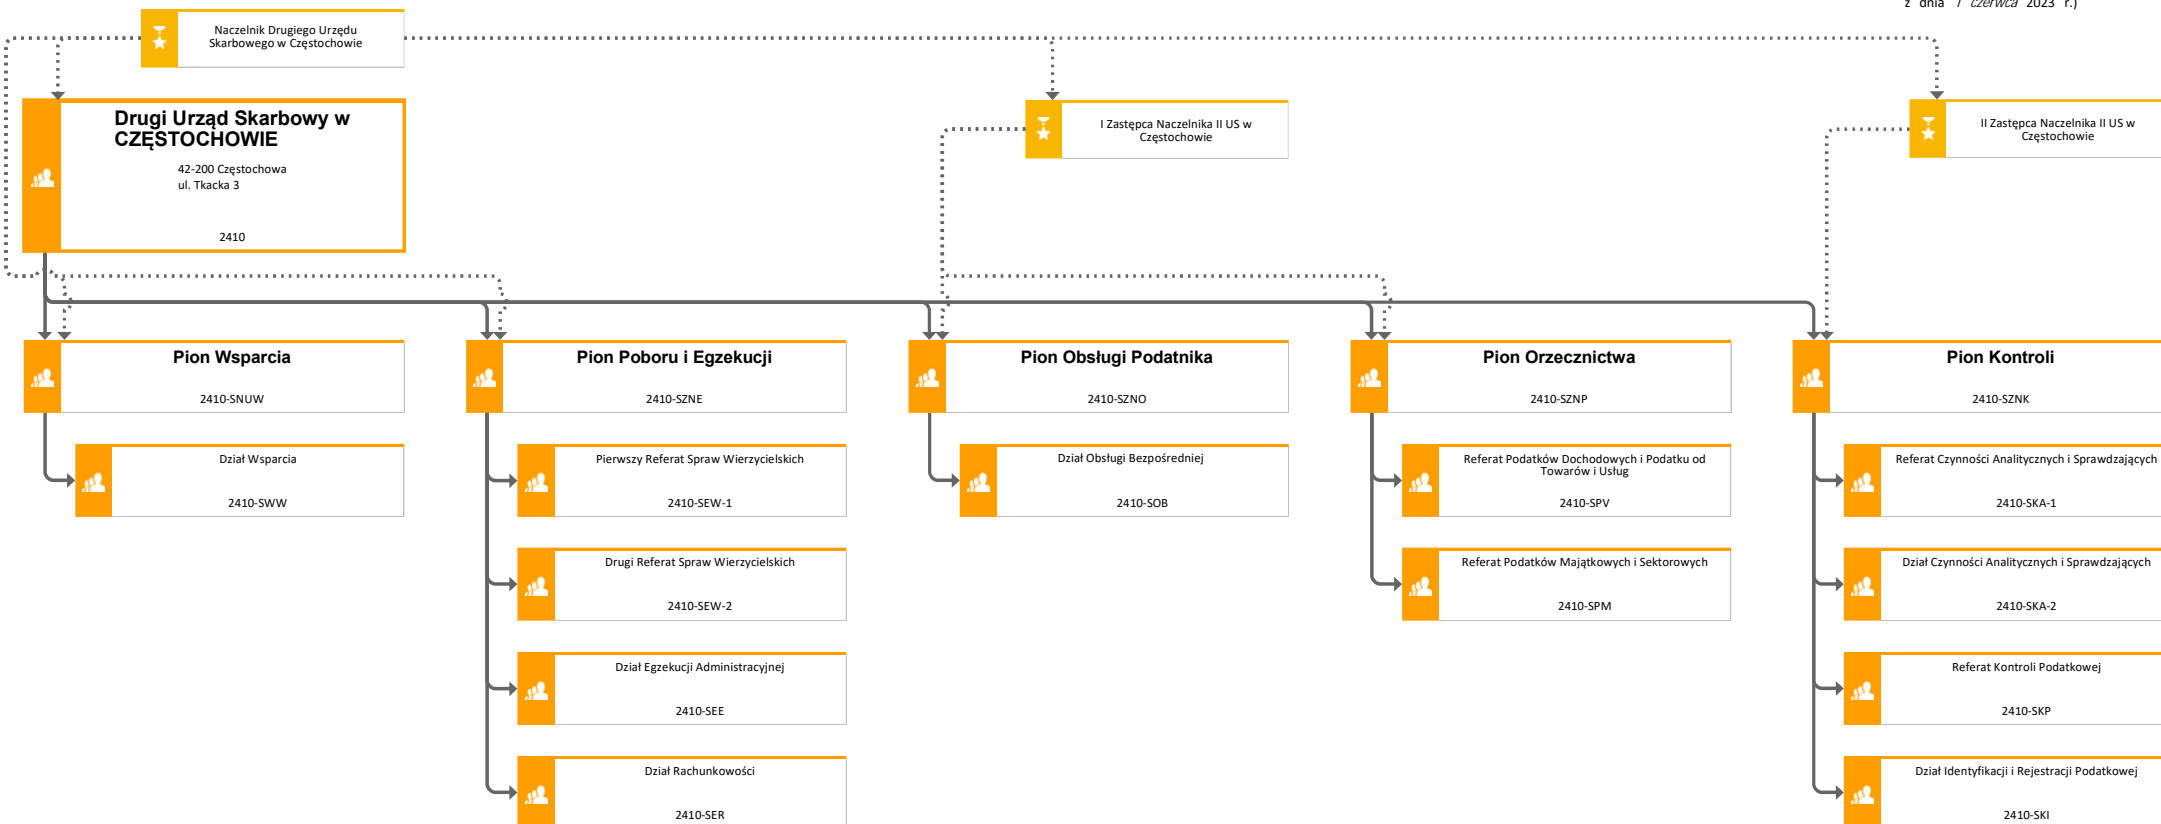 z dnia 7 czerwca 2023 r.)
Naczelnik Drugiego Urzędu
Skarbowego w Częstochowie
Drugi Urząd Skarbowy w
CZĘSTOCHOWIE
42-200 Częstochowa
ul. Tkacka 3
2410
I Zastępca Naczelnika II US w
Częstochowie
II Zastępca Naczelnika II US w
Częstochowie
Pion Wsparcia
2410-SNUW
Pion Poboru i Egzekucji
2410-SZNE
Pion Obsługi Podatnika
2410-SZNO
Pion Orzecznictwa
2410-SZNP
Pion Kontroli
2410-SZNK
Dział Wsparcia
2410-SWW
Pierwszy Referat Spraw Wierzycielskich
2410-SEW-1
Drugi Referat Spraw Wierzycielskich
2410-SEW-2
Dział Egzekucji Administracyjnej
2410-SEE
Dział Rachunkowości
2410-SER
Dział Obsługi Bezpośredniej
2410-SOB
Referat Podatków Dochodowych i Podatku od
Towarów i Usług
2410-SPV
Referat Podatków Majątkowych i Sektorowych
2410-SPM
Referat Czynności Analitycznych i Sprawdzających
2410-SKA-1
Dział Czynności Analitycznych i Sprawdzających
2410-SKA-2
Referat Kontroli Podatkowej
2410-SKP
Dział Identyfikacji i Rejestracji Podatkowej
2410-SKI